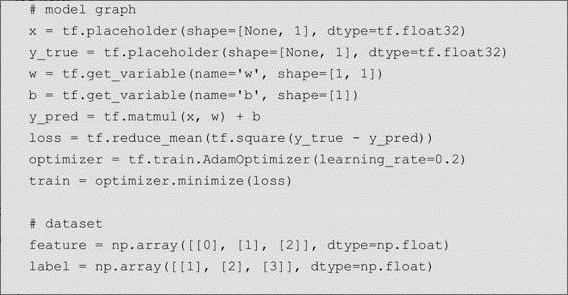 # model graph
x = tf.placeholder(shape=[None, 1], dtype=tf.float32)
y_true = tf.placeholder(shape=[None, 1], dtype=tf.float32)
w = tf.get_variable(name='w', shape=[1, 1])
b = tf.get_variable(name='b', shape=[1])
y_pred = tf.matmul(x, w) + b
loss = tf.reduce_mean(tf.square(y_true - y_pred))
optimizer = tf.train.AdamOptimizer(learning_rate=0.2)
train = optimizer.minimize(loss)

# dataset
feature = np.array([[0], [1], [2]], dtype=np.float)
label = np.array([[1], [2], [3]], dtype=np.float)